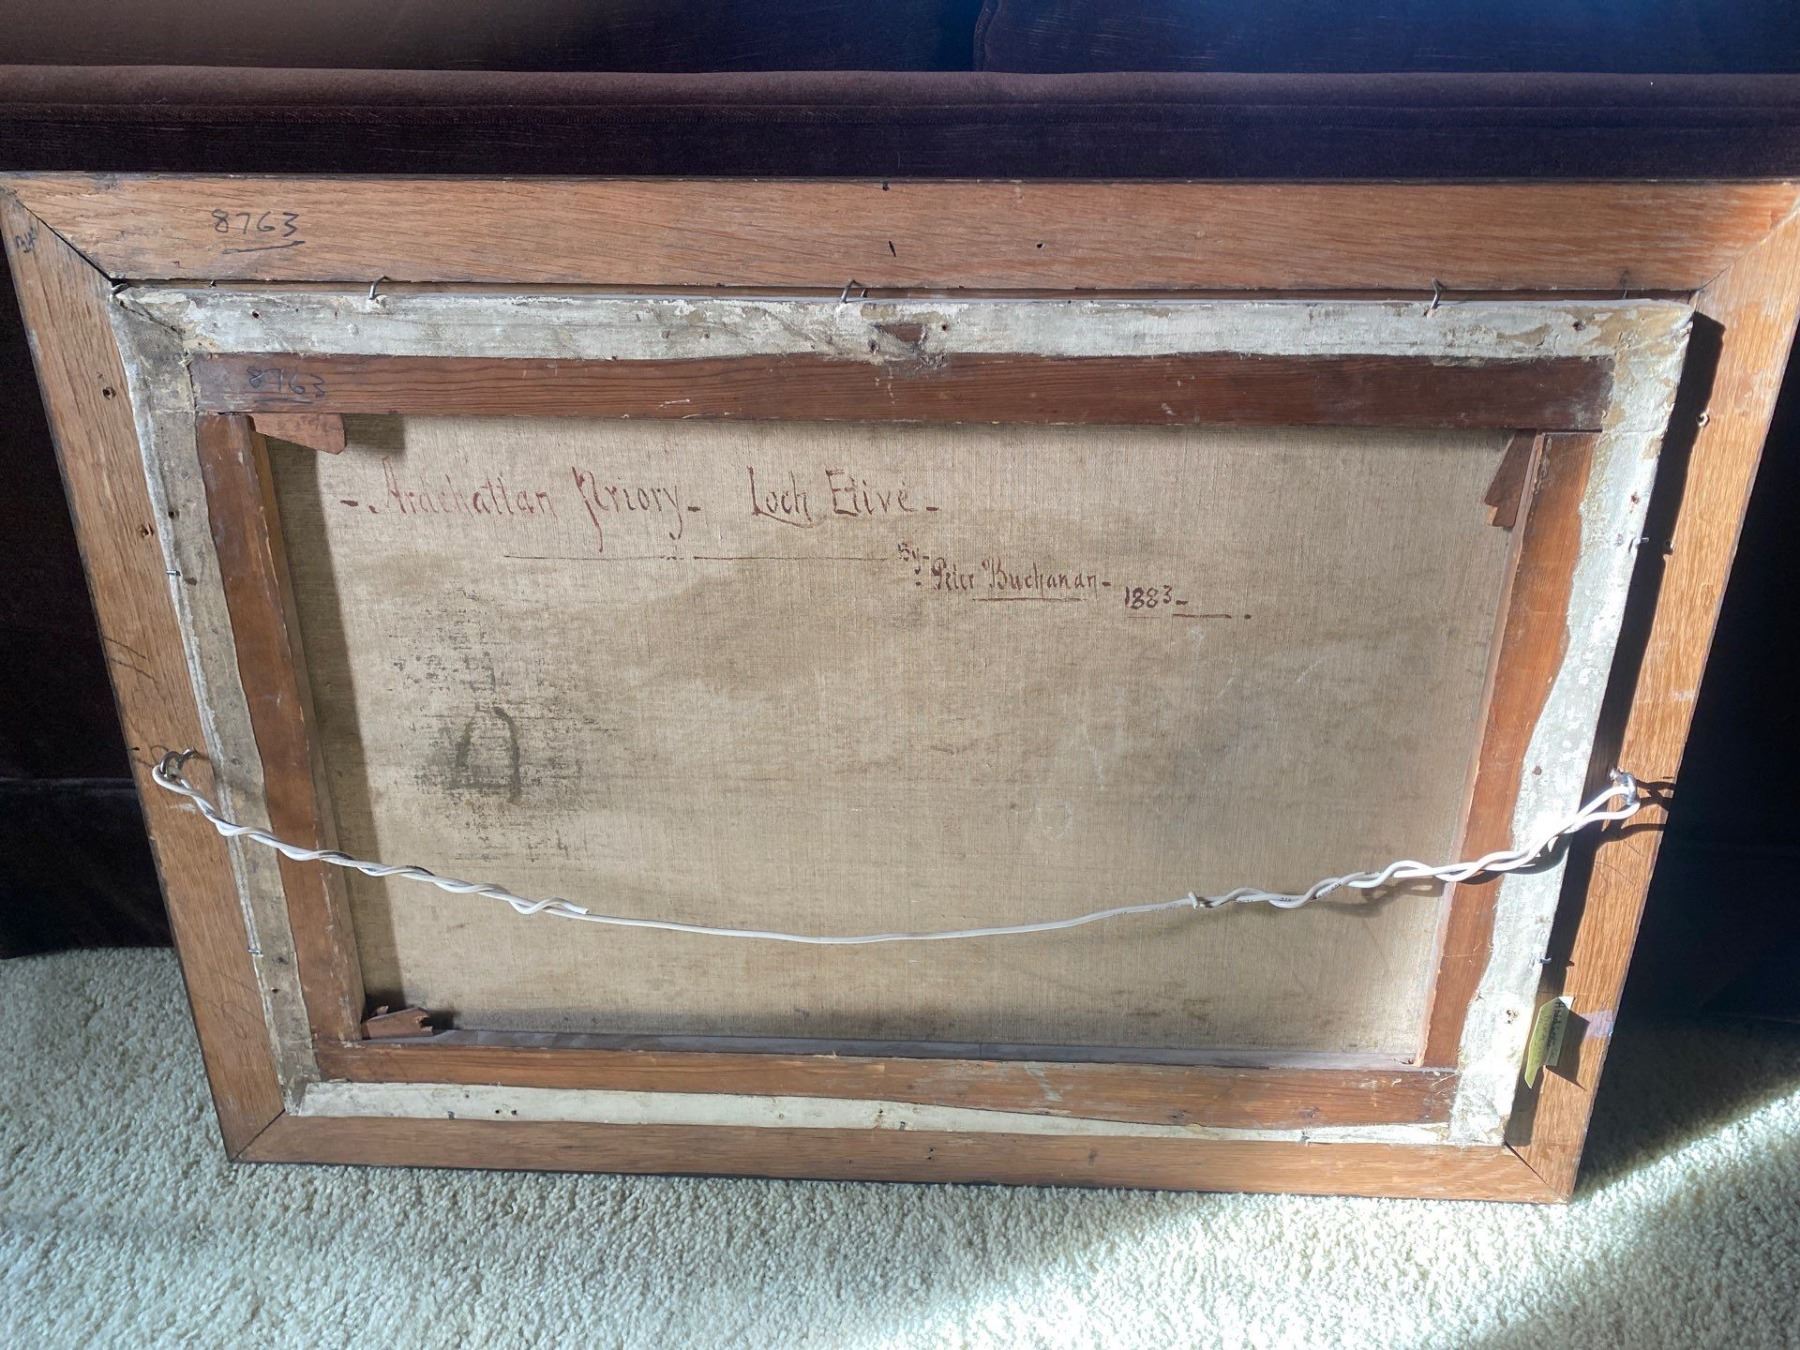 8763
8763
- Ardchattan Priory - Loch Etive -
By -
Peter Buchanan -
1883 -